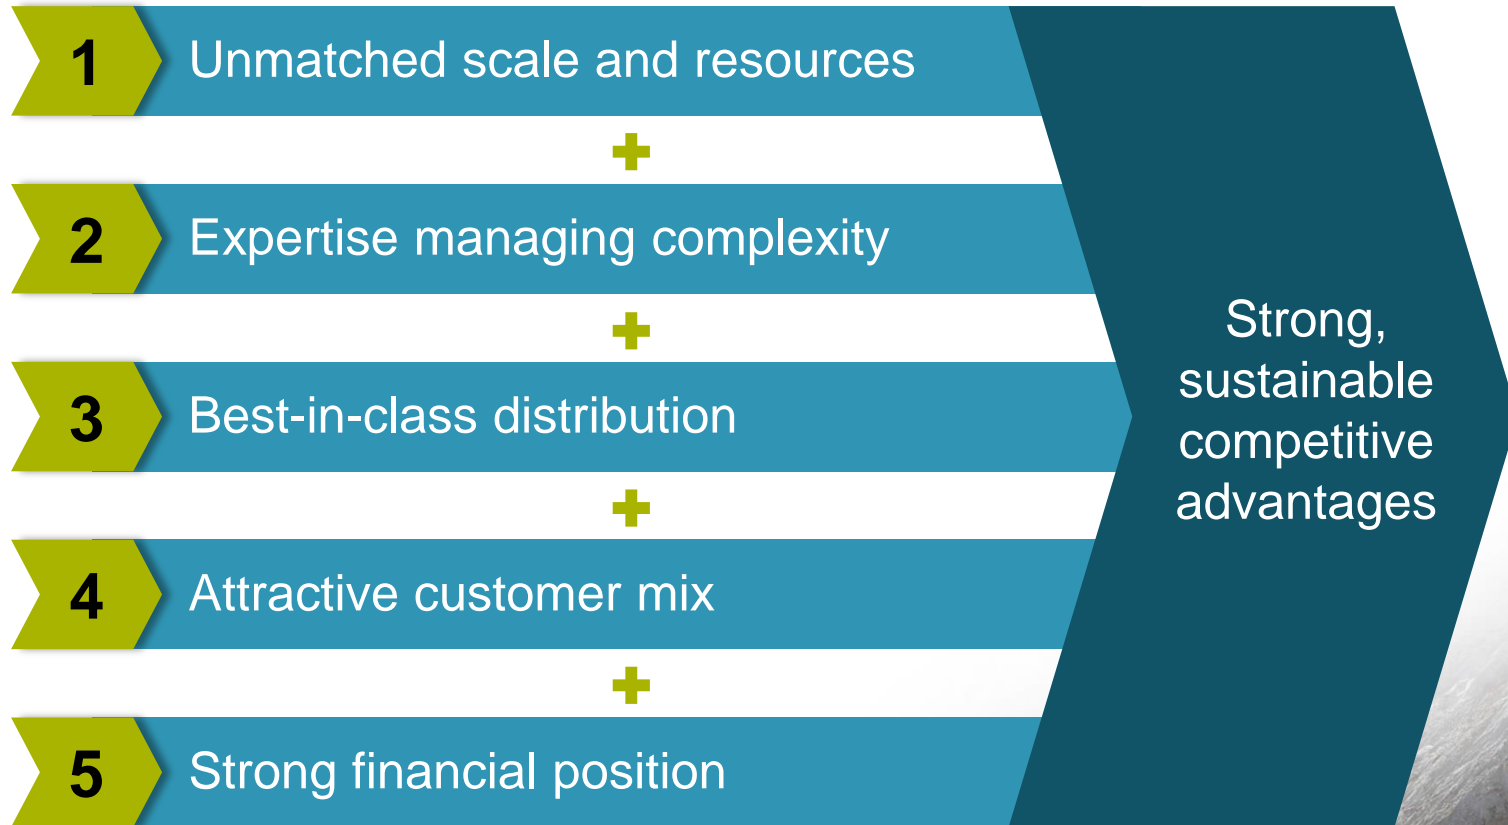 1 Unmatched scale and resources
2 Expertise managing complexity
3 Best-in-class distribution
4 Attractive customer mix
5 Strong financial position
Strong,
sustainable
competitive
advantages